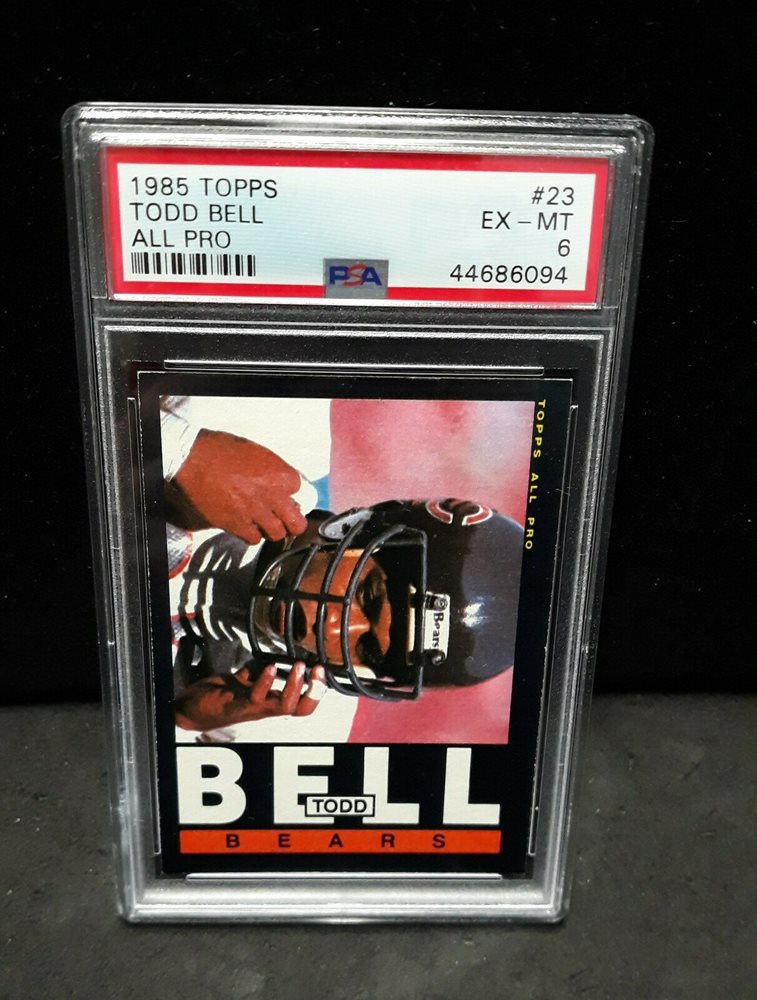 1985 TOPPS
TODD BELL
ALL PRO
#23
EX – MT
6
44686094
PSA
TOPPS ALL PRO
Bears
BELL
TODD
BEARS